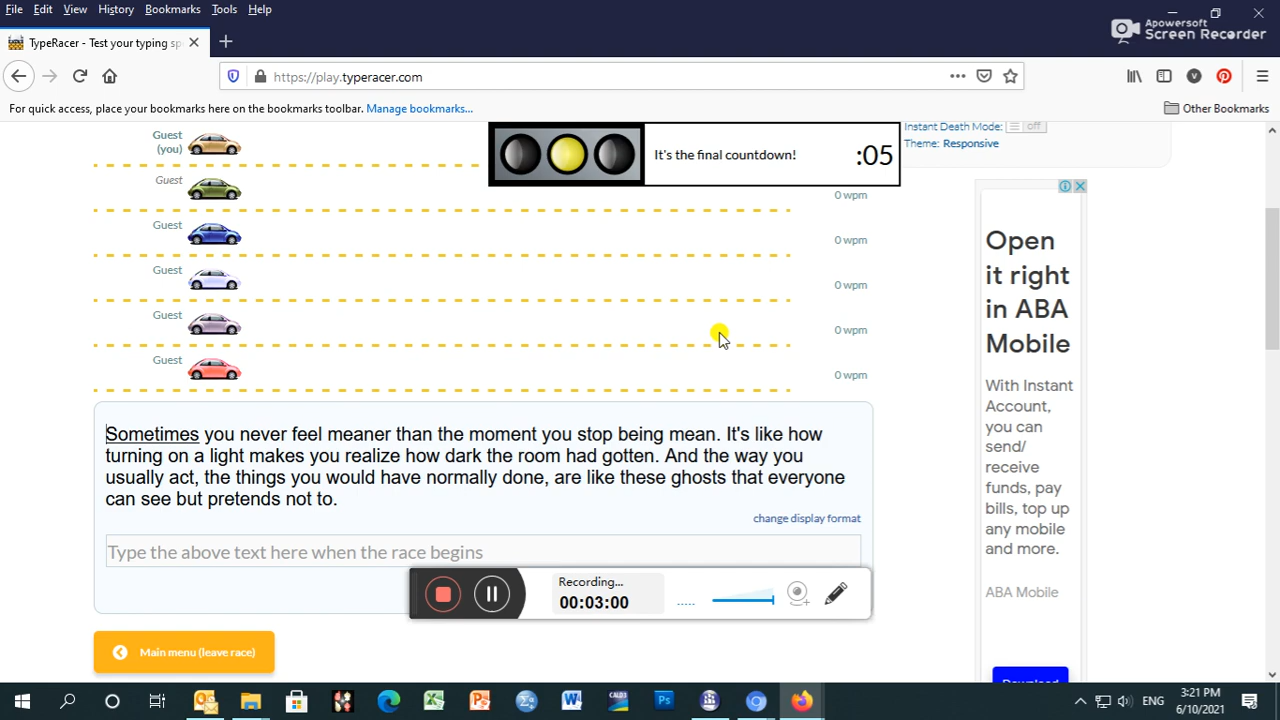 File Edit View History Bookmarks Tools Help
Apowersoft
Screen Recorder
TypeRacer - Test your typing sp
https://play.typeracer.com
For quick access, place your bookmarks here on the bookmarks toolbar. Manage bookmarks...
Other Bookmarks
Guest
(you)
It's the final countdown!
:05
Instant Death Mode: off
Theme: Responsive
Guest
0 wpm
Guest
0 wpm
Guest
0 wpm
Guest
0 wpm
Guest
0 wpm
Sometimes you never feel meaner than the moment you stop being mean. It's like how
turning on a light makes you realize how dark the room had gotten. And the way you
usually act, the things you would have normally done, are like these ghosts that everyone
can see but pretends not to.
change display format
Type the above text here when the race begins
Recording...
00:03:00
Main menu (leave race)
Open
it right
in ABA
Mobile
With Instant
Account,
you can
send/
receive
funds, pay
bills, top up
any mobile
and more.
ABA Mobile
Download
ENG
3:21 PM
6/10/2021